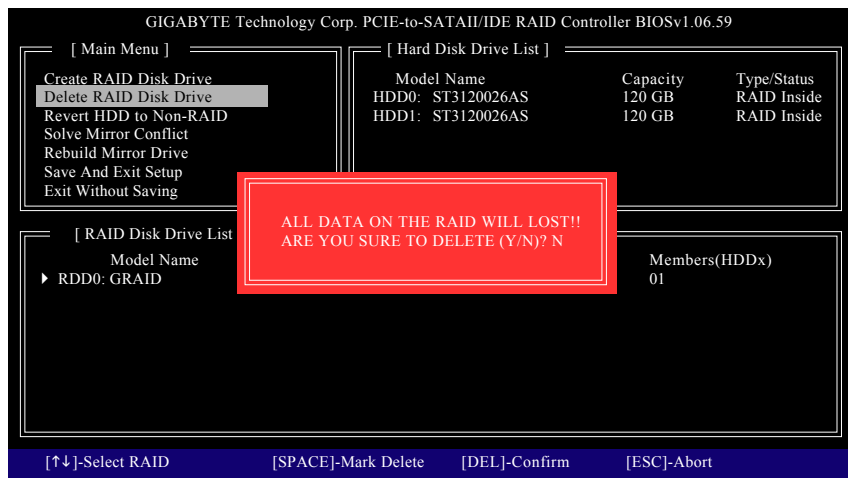 GIGABYTE Technology Corp. PCIE-to-SATAII/IDE RAID Controller BIOSv1.06.59
[ Main Menu ]
Create RAID Disk Drive
Delete RAID Disk Drive
Revert HDD to Non-RAID
Solve Mirror Conflict
Rebuild Mirror Drive
Save And Exit Setup
Exit Without Saving
[ Hard Disk Drive List ]
Model Name Capacity Type/Status
HDD0: ST3120026AS 120 GB RAID Inside
HDD1: ST3120026AS 120 GB RAID Inside
ALL DATA ON THE RAID WILL LOST!!
ARE YOU SURE TO DELETE (Y/N)? N
[ RAID Disk Drive List
Model Name Members(HDDx)
RDD0: GRAID 01
[↑↓]-Select RAID [SPACE]-Mark Delete [DEL]-Confirm [ESC]-Abort